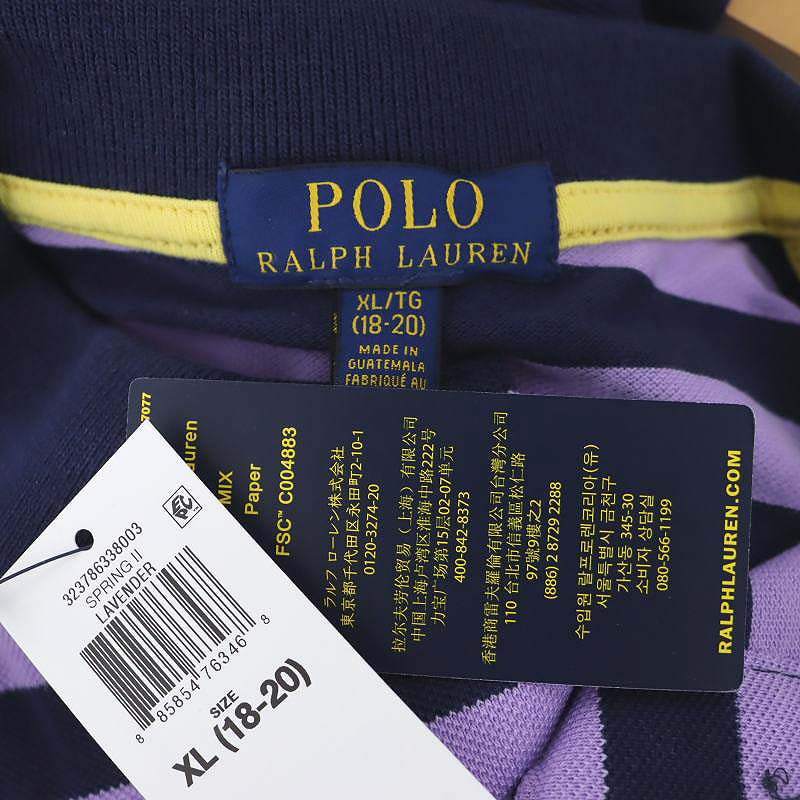 POLO
RALPH LAUREN
XL/TG
(18-20)
MADE IN
GUATEMALA
FABRIQUÉ AU
7077
auren
MIX
Paper
FSC™ C004883
ラルフ ローレン株式会社
東京都千代田区永田町2-10-1
0120-3274-20
拉尔夫劳伦贸易（上海）有限公司
中国上海卢湾区淮海中路222号
力宝广场第15层02-07单元
400-842-8373
香港商雷夫羅倫有限公司台灣分公司
110 台北市信義區松仁路
97號9樓之2
(886) 2 8729 2288
수입원 랄프로렌코리아(유)
서울특별시 금천구
가산동 345-30
소비자 상담실
080-566-1199
RALPHLAUREN.COM
323786338003
SPRING II
LAVENDER
8 85854 76346 8
SIZE
XL (18-20)